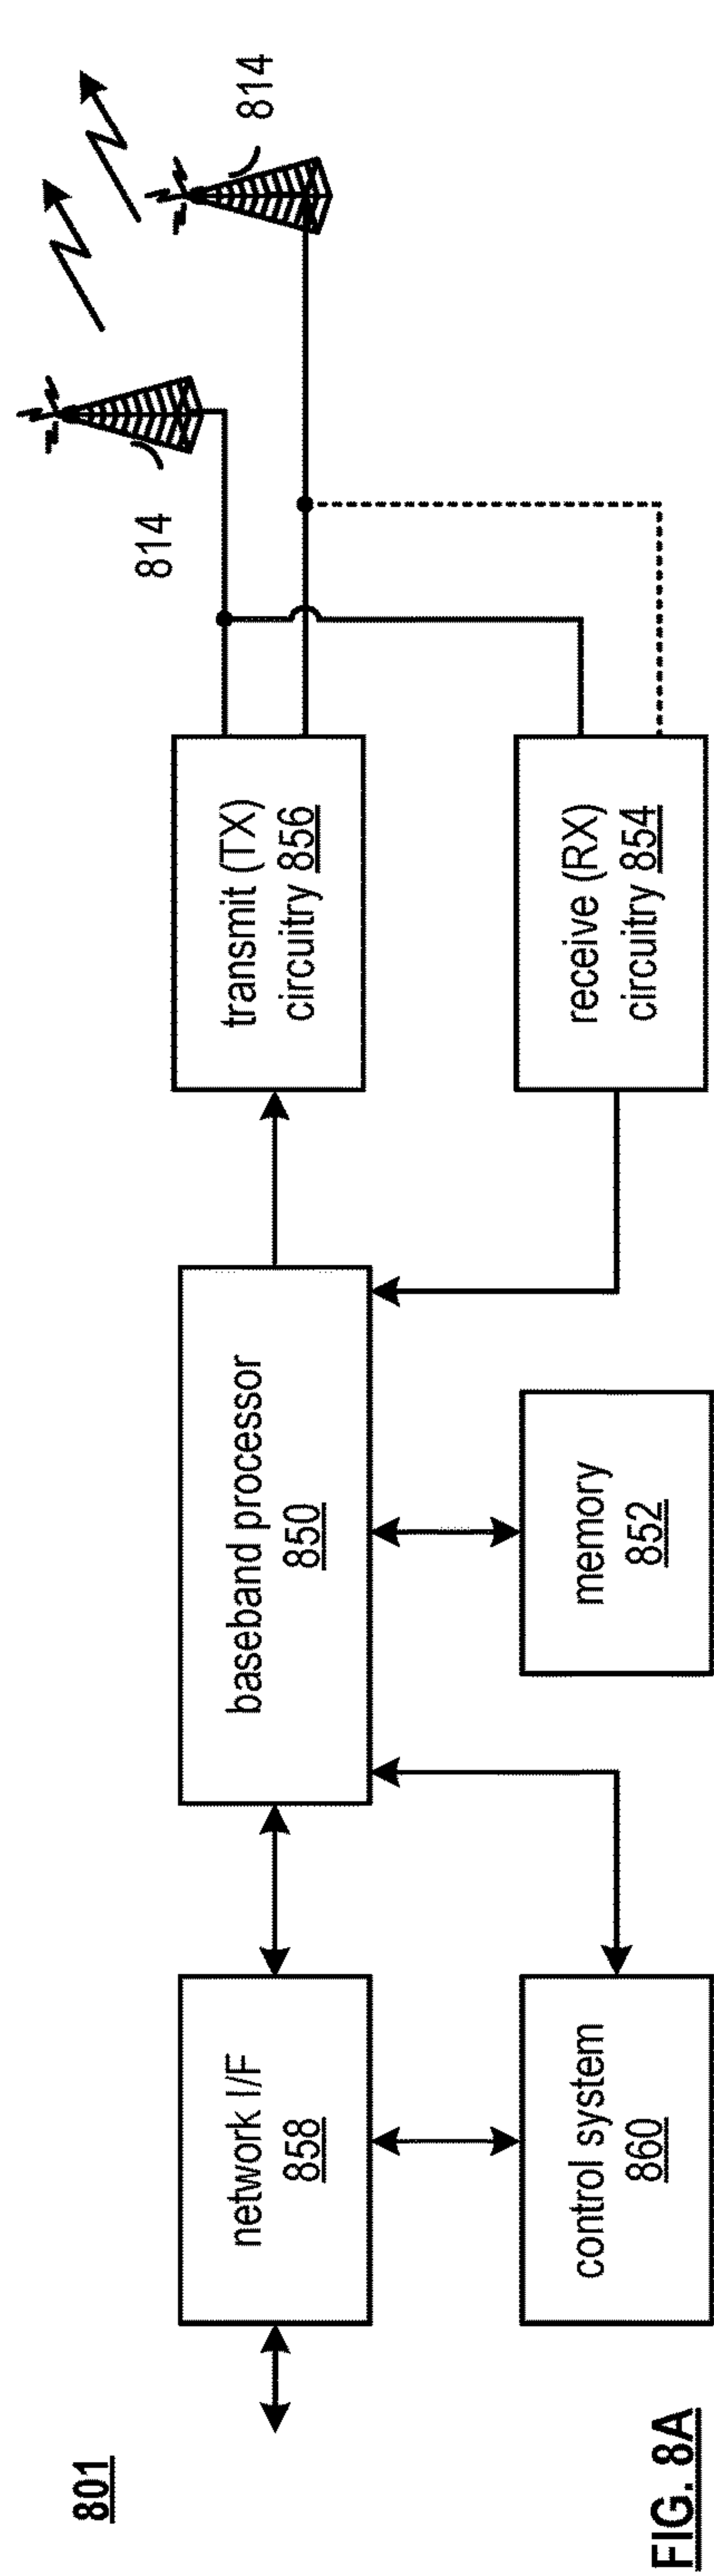 801
814
814
network I/F
858
baseband processor
850
transmit (TX)
circuitry 856
control system
860
memory
852
receive (RX)
circuitry 854
FIG. 8A